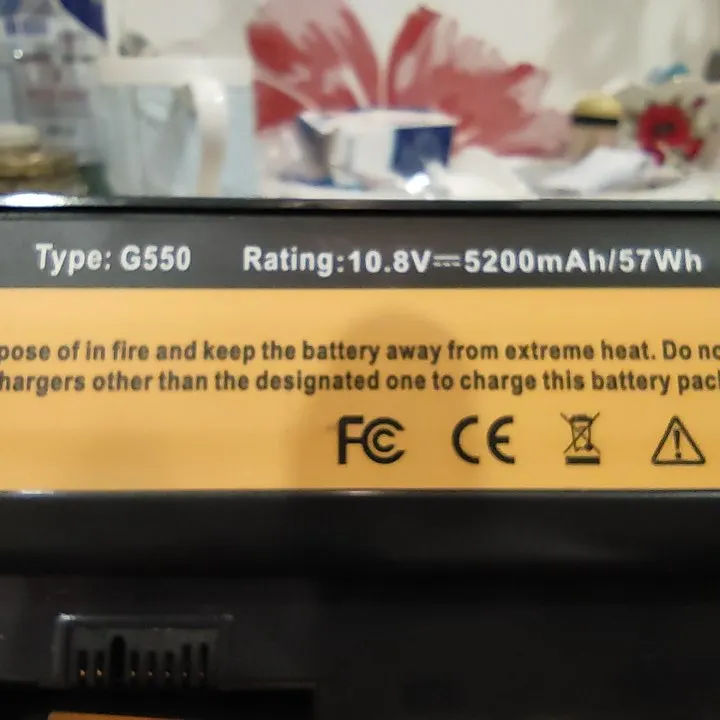 Type: G550 Rating:10.8V⎓5200mAh/57Wh
pose of in fire and keep the battery away from extreme heat. Do no
hargers other than the designated one to charge this battery pac
FC CE